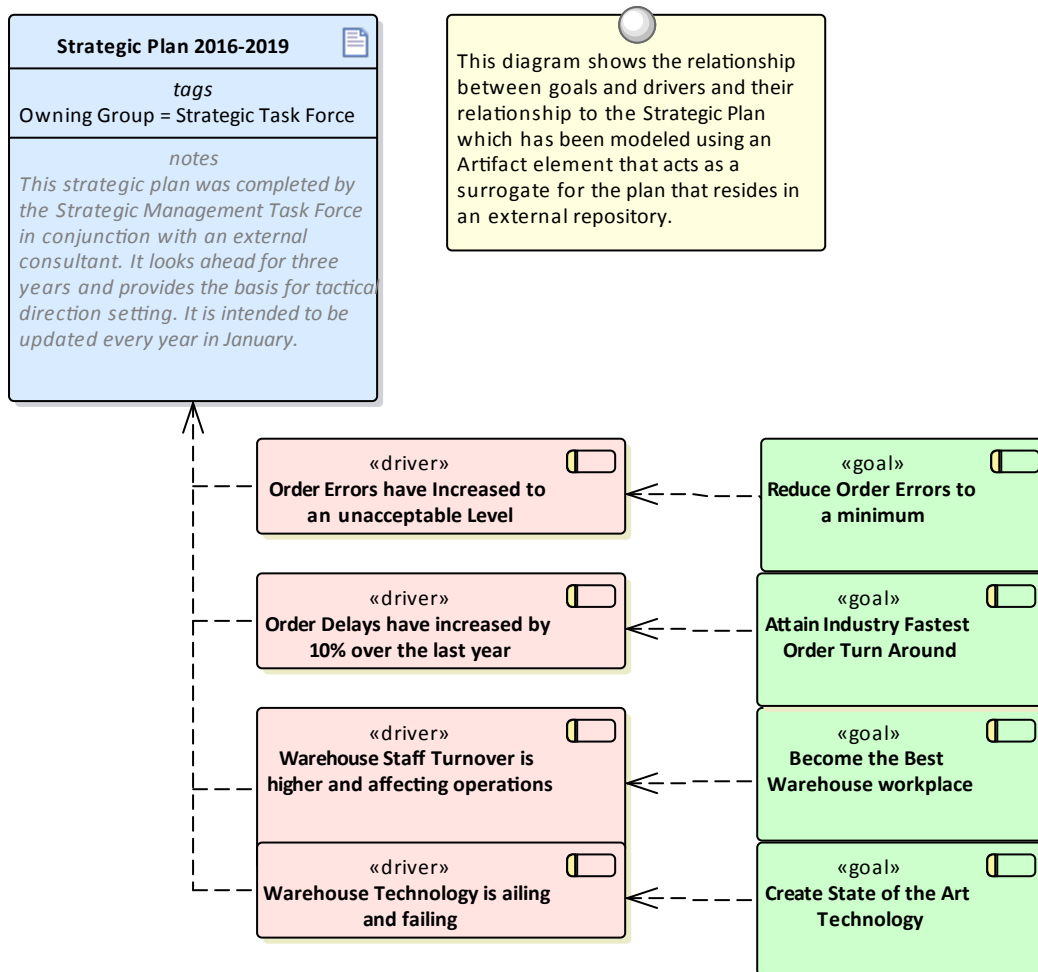 Strategic Plan 2016-2019
tags
Owning Group = Strategic Task Force
notes
This strategic plan was completed by
the Strategic Management Task Force
in conjunction with an external
consultant. It looks ahead for three
years and provides the basis for tactical
direction setting. It is intended to be
updated every year in January.
This diagram shows the relationship
between goals and drivers and their
relationship to the Strategic Plan
which has been modeled using an
Artifact element that acts as a
surrogate for the plan that resides in
an external repository.
«driver»
Order Errors have Increased to
an unacceptable Level
«goal»
Reduce Order Errors to
a minimum
«driver»
Order Delays have increased by
10% over the last year
«goal»
Attain Industry Fastest
Order Turn Around
«driver»
Warehouse Staff Turnover is
higher and affecting operations
«goal»
Become the Best
Warehouse workplace
«driver»
Warehouse Technology is ailing
and failing
«goal»
Create State of the Art
Technology